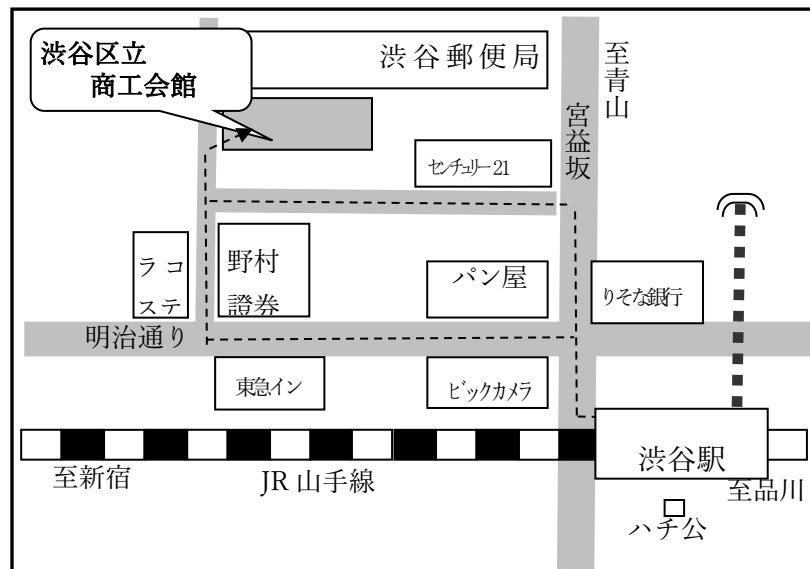 渋谷区立
商工会館
渋谷郵便局
至青山
宮益坂
センチュリー21
ラコ
ステ
野村
證券
パン屋
りそな銀行
明治通り
東急イン
ビックカメラ
渋谷駅
至新宿
JR山手線
至品川
ハチ公